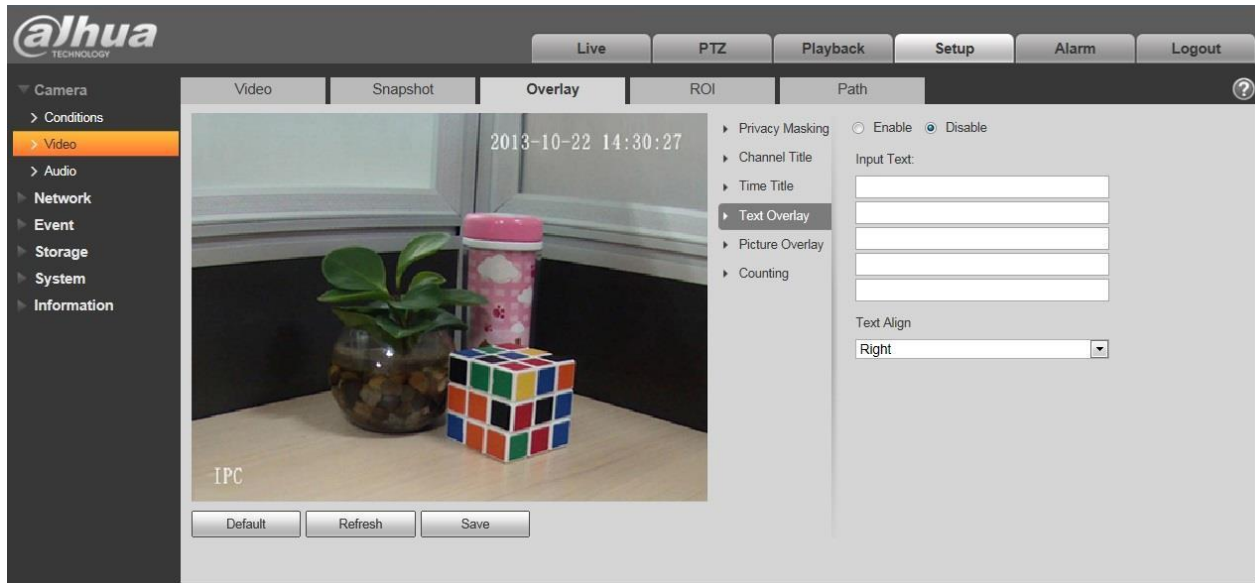 alhua
TECHNOLOGY
Live
PTZ
Playback
Setup
Alarm
Logout
Camera
Conditions
Video
Audio
Network
Event
Storage
System
Information
Video
Snapshot
Overlay
ROI
Path
?
2013-10-22 14:30:27
IPC
Default
Refresh
Save
Privacy Masking
Channel Title
Time Title
Text Overlay
Picture Overlay
Counting
Enable
Disable
Input Text:
Text Align
Right